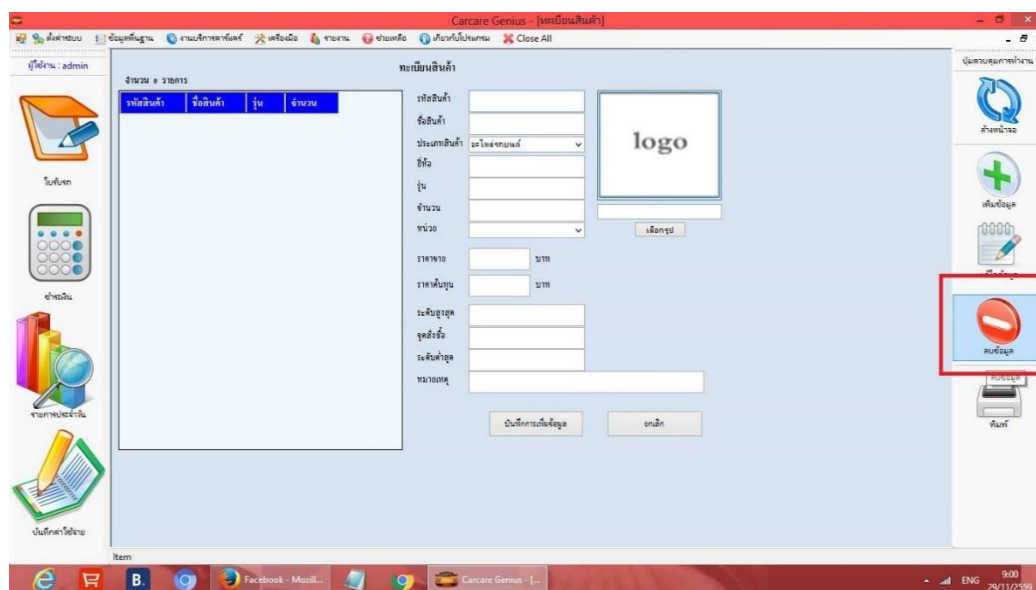 Carcare Genius - [ทะเบียนสินค้า]
ตั้งค่าระบบ ข้อมูลพื้นฐาน งานบริการคาร์แคร์ เครื่องมือ รายงาน ช่วยเหลือ เกี่ยวกับโปรแกรม Close All
ผู้ใช้งาน : admin
ใบรับรถ
ชำระเงิน
รายการประจำวัน
บันทึกค่าใช้จ่าย
ทะเบียนสินค้า
จำนวน 0 รายการ
รหัสสินค้า ชื่อสินค้า รุ่น จำนวน
รหัสสินค้า
ชื่อสินค้า
ประเภทสินค้า อะไหล่รถยนต์
ยี่ห้อ
รุ่น
จำนวน
หน่วย
logo
เลือกรูป
ราคาขาย บาท
ราคาต้นทุน บาท
ระดับสูงสุด
จุดสั่งซื้อ
ระดับต่ำสุด
หมายเหตุ
บันทึกการเพิ่มข้อมูล ยกเลิก
ปุ่มควบคุมการทำงาน
ล้างหน้าจอ
เพิ่มข้อมูล
ลบข้อมูล
ลบข้อมูล
พิมพ์
Item
B. Facebook - Mozill... Carcare Genius - [... ENG 9:00
29/11/2559